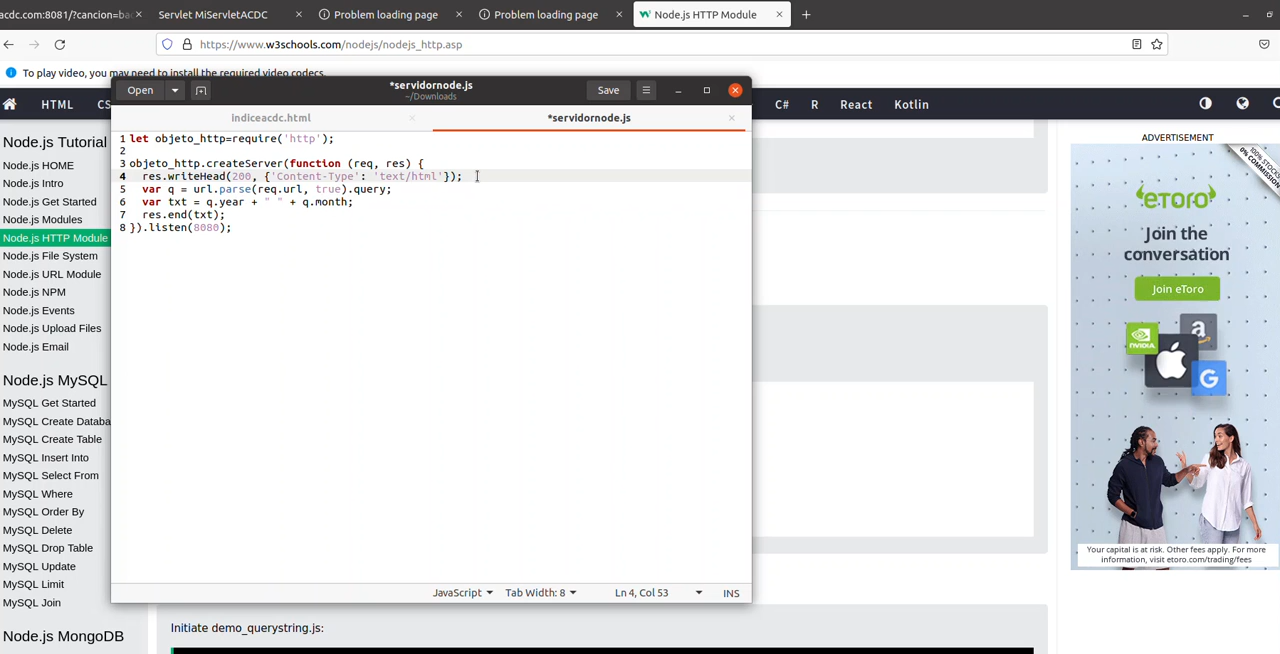 acdc.com:8081/?cancion=ba
Servlet MiServletACDC
Problem loading page
Problem loading page
Node.js HTTP Module
https://www.w3schools.com/nodejs/nodejs_http.asp
To play video, you may need to install the required video codecs.
HTML
CS
C#
R
React
Kotlin
Open
*servidornode.js
~/Downloads
Save
indiceacdc.html
*servidornode.js
1 let objeto_http=require('http');
2
3 objeto_http.createServer(function (req, res) {
4   res.writeHead(200, {'Content-Type': 'text/html'});
5   var q = url.parse(req.url, true).query;
6   var txt = q.year + " " + q.month;
7   res.end(txt);
8 }).listen(8080);
JavaScript
Tab Width: 8
Ln 4, Col 53
INS
Node.js Tutorial
Node.js HOME
Node.js Intro
Node.js Get Started
Node.js Modules
Node.js HTTP Module
Node.js File System
Node.js URL Module
Node.js NPM
Node.js Events
Node.js Upload Files
Node.js Email
Node.js MySQL
MySQL Get Started
MySQL Create Databa
MySQL Create Table
MySQL Insert Into
MySQL Select From
MySQL Where
MySQL Order By
MySQL Delete
MySQL Drop Table
MySQL Update
MySQL Limit
MySQL Join
Node.js MongoDB
Initiate demo_querystring.js:
ADVERTISEMENT
100% STOCKS
0% COMMISSION
eToro
Join the
conversation
Join eToro
NVIDIA
a
G
Your capital is at risk. Other fees apply. For more
information, visit etoro.com/trading/fees